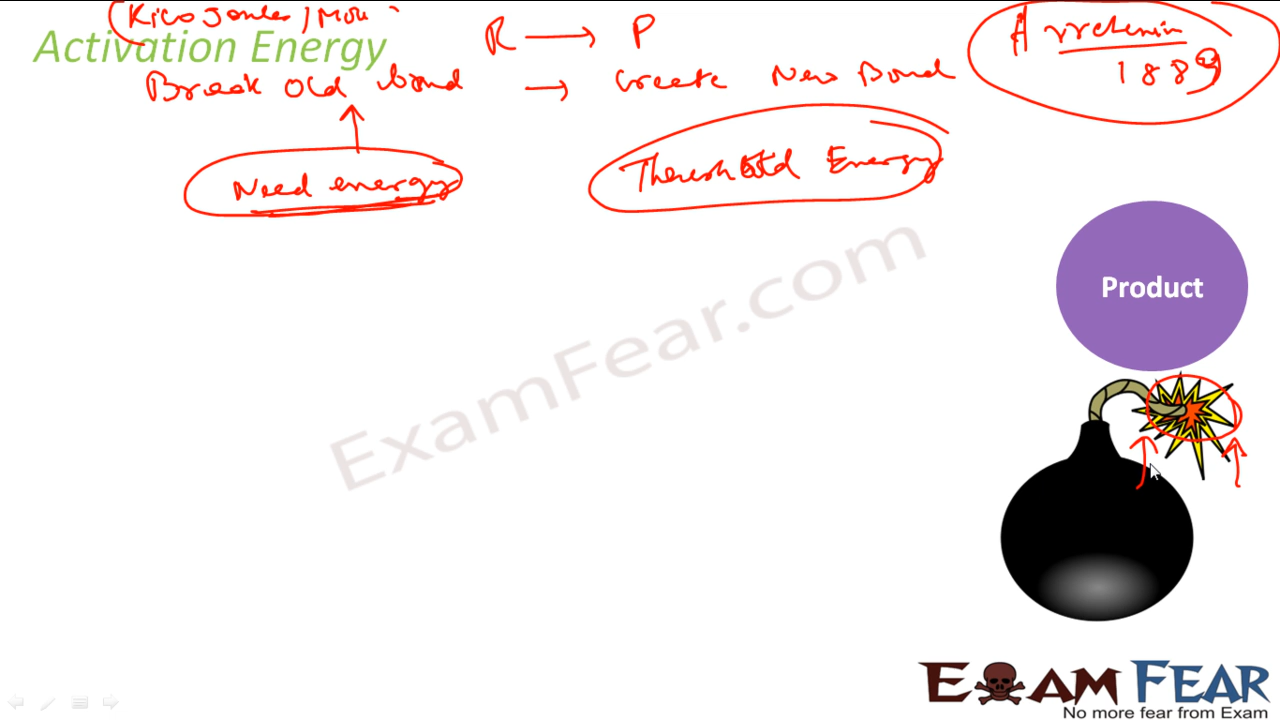 (Kilo Joules / Mole
Activation Energy
R → P
Arrhenius
1889
Break Old bond → Create New Bond
Need energy
Threshold Energy
Product
ExamFear.com
EXAM FEAR
No more fear from Exam